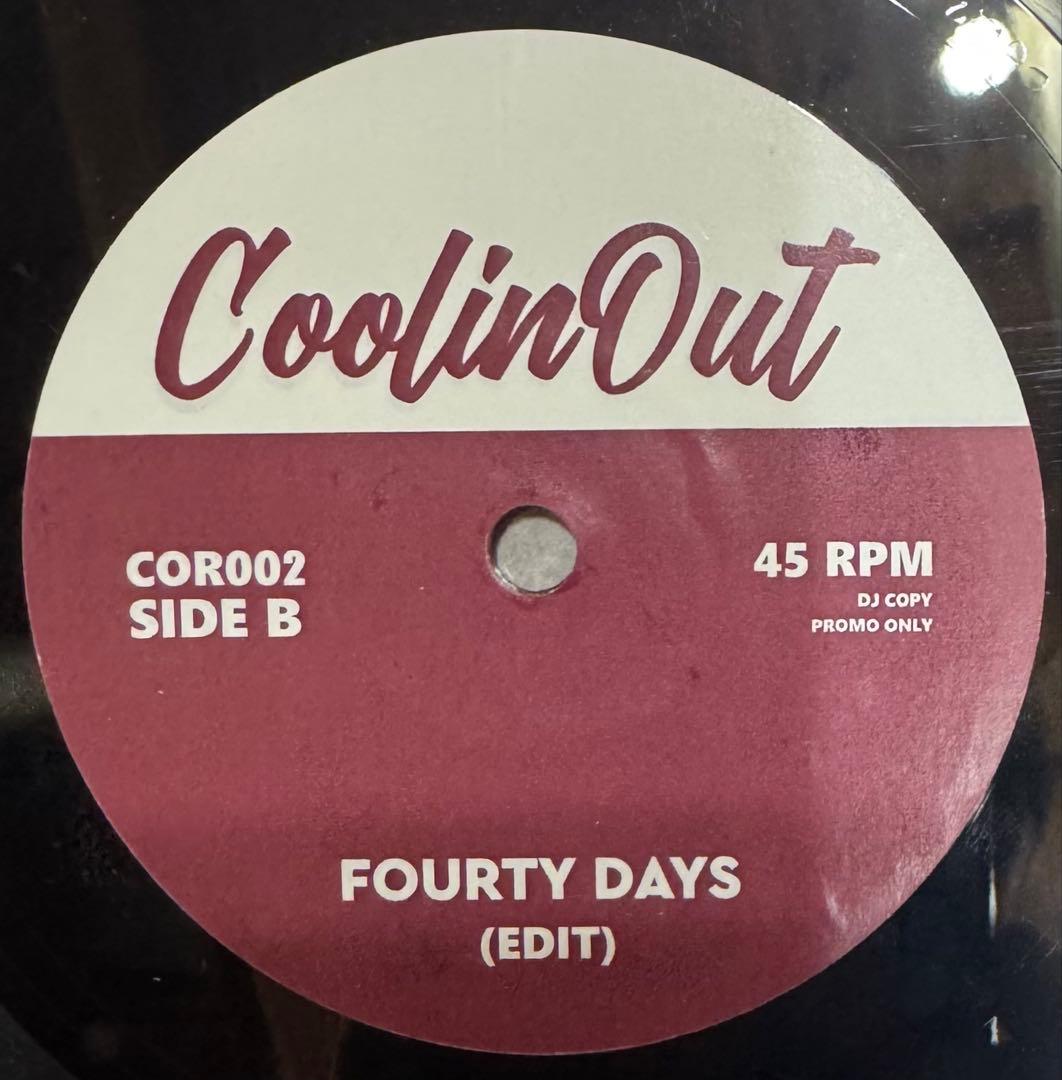 CoolinOut
COR002
SIDE B
45 RPM
DJ COPY
PROMO ONLY
FOURTY DAYS
(EDIT)